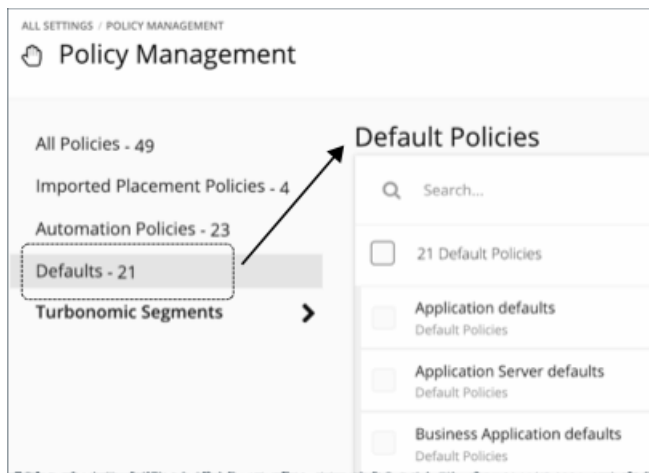 ALL SETTINGS / POLICY MANAGEMENT
Policy Management
All Policies - 49
Imported Placement Policies - 4
Automation Policies - 23
Defaults - 21
Turbonomic Segments
Default Policies
Search...
21 Default Policies
Application defaults
Default Policies
Application Server defaults
Default Policies
Business Application defaults
Default Policies